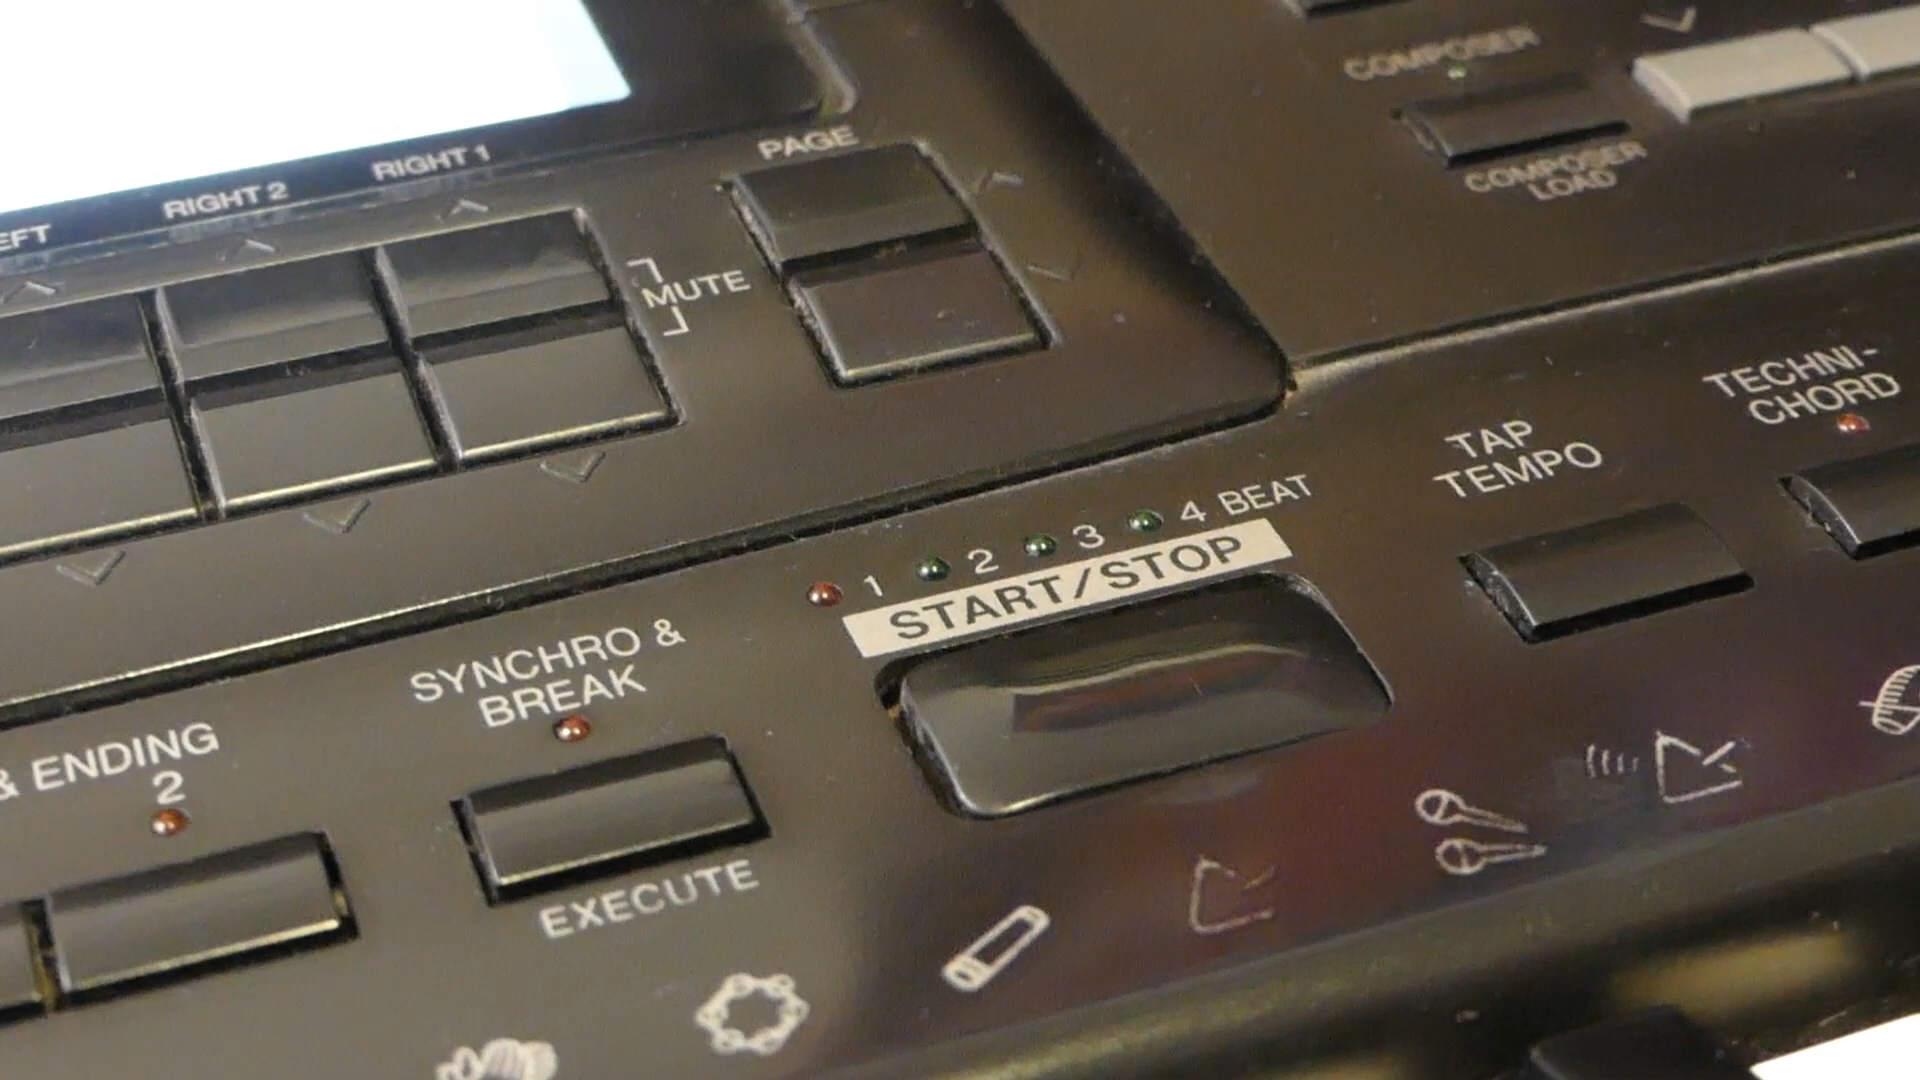 COMPOSER
COMPOSER
LOAD
PAGE
RIGHT 1
RIGHT 2
EFT
MUTE
TECHNI-
CHORD
TAP
TEMPO
1 2 3 4 BEAT
START/STOP
SYNCHRO &
BREAK
EXECUTE
& ENDING
2